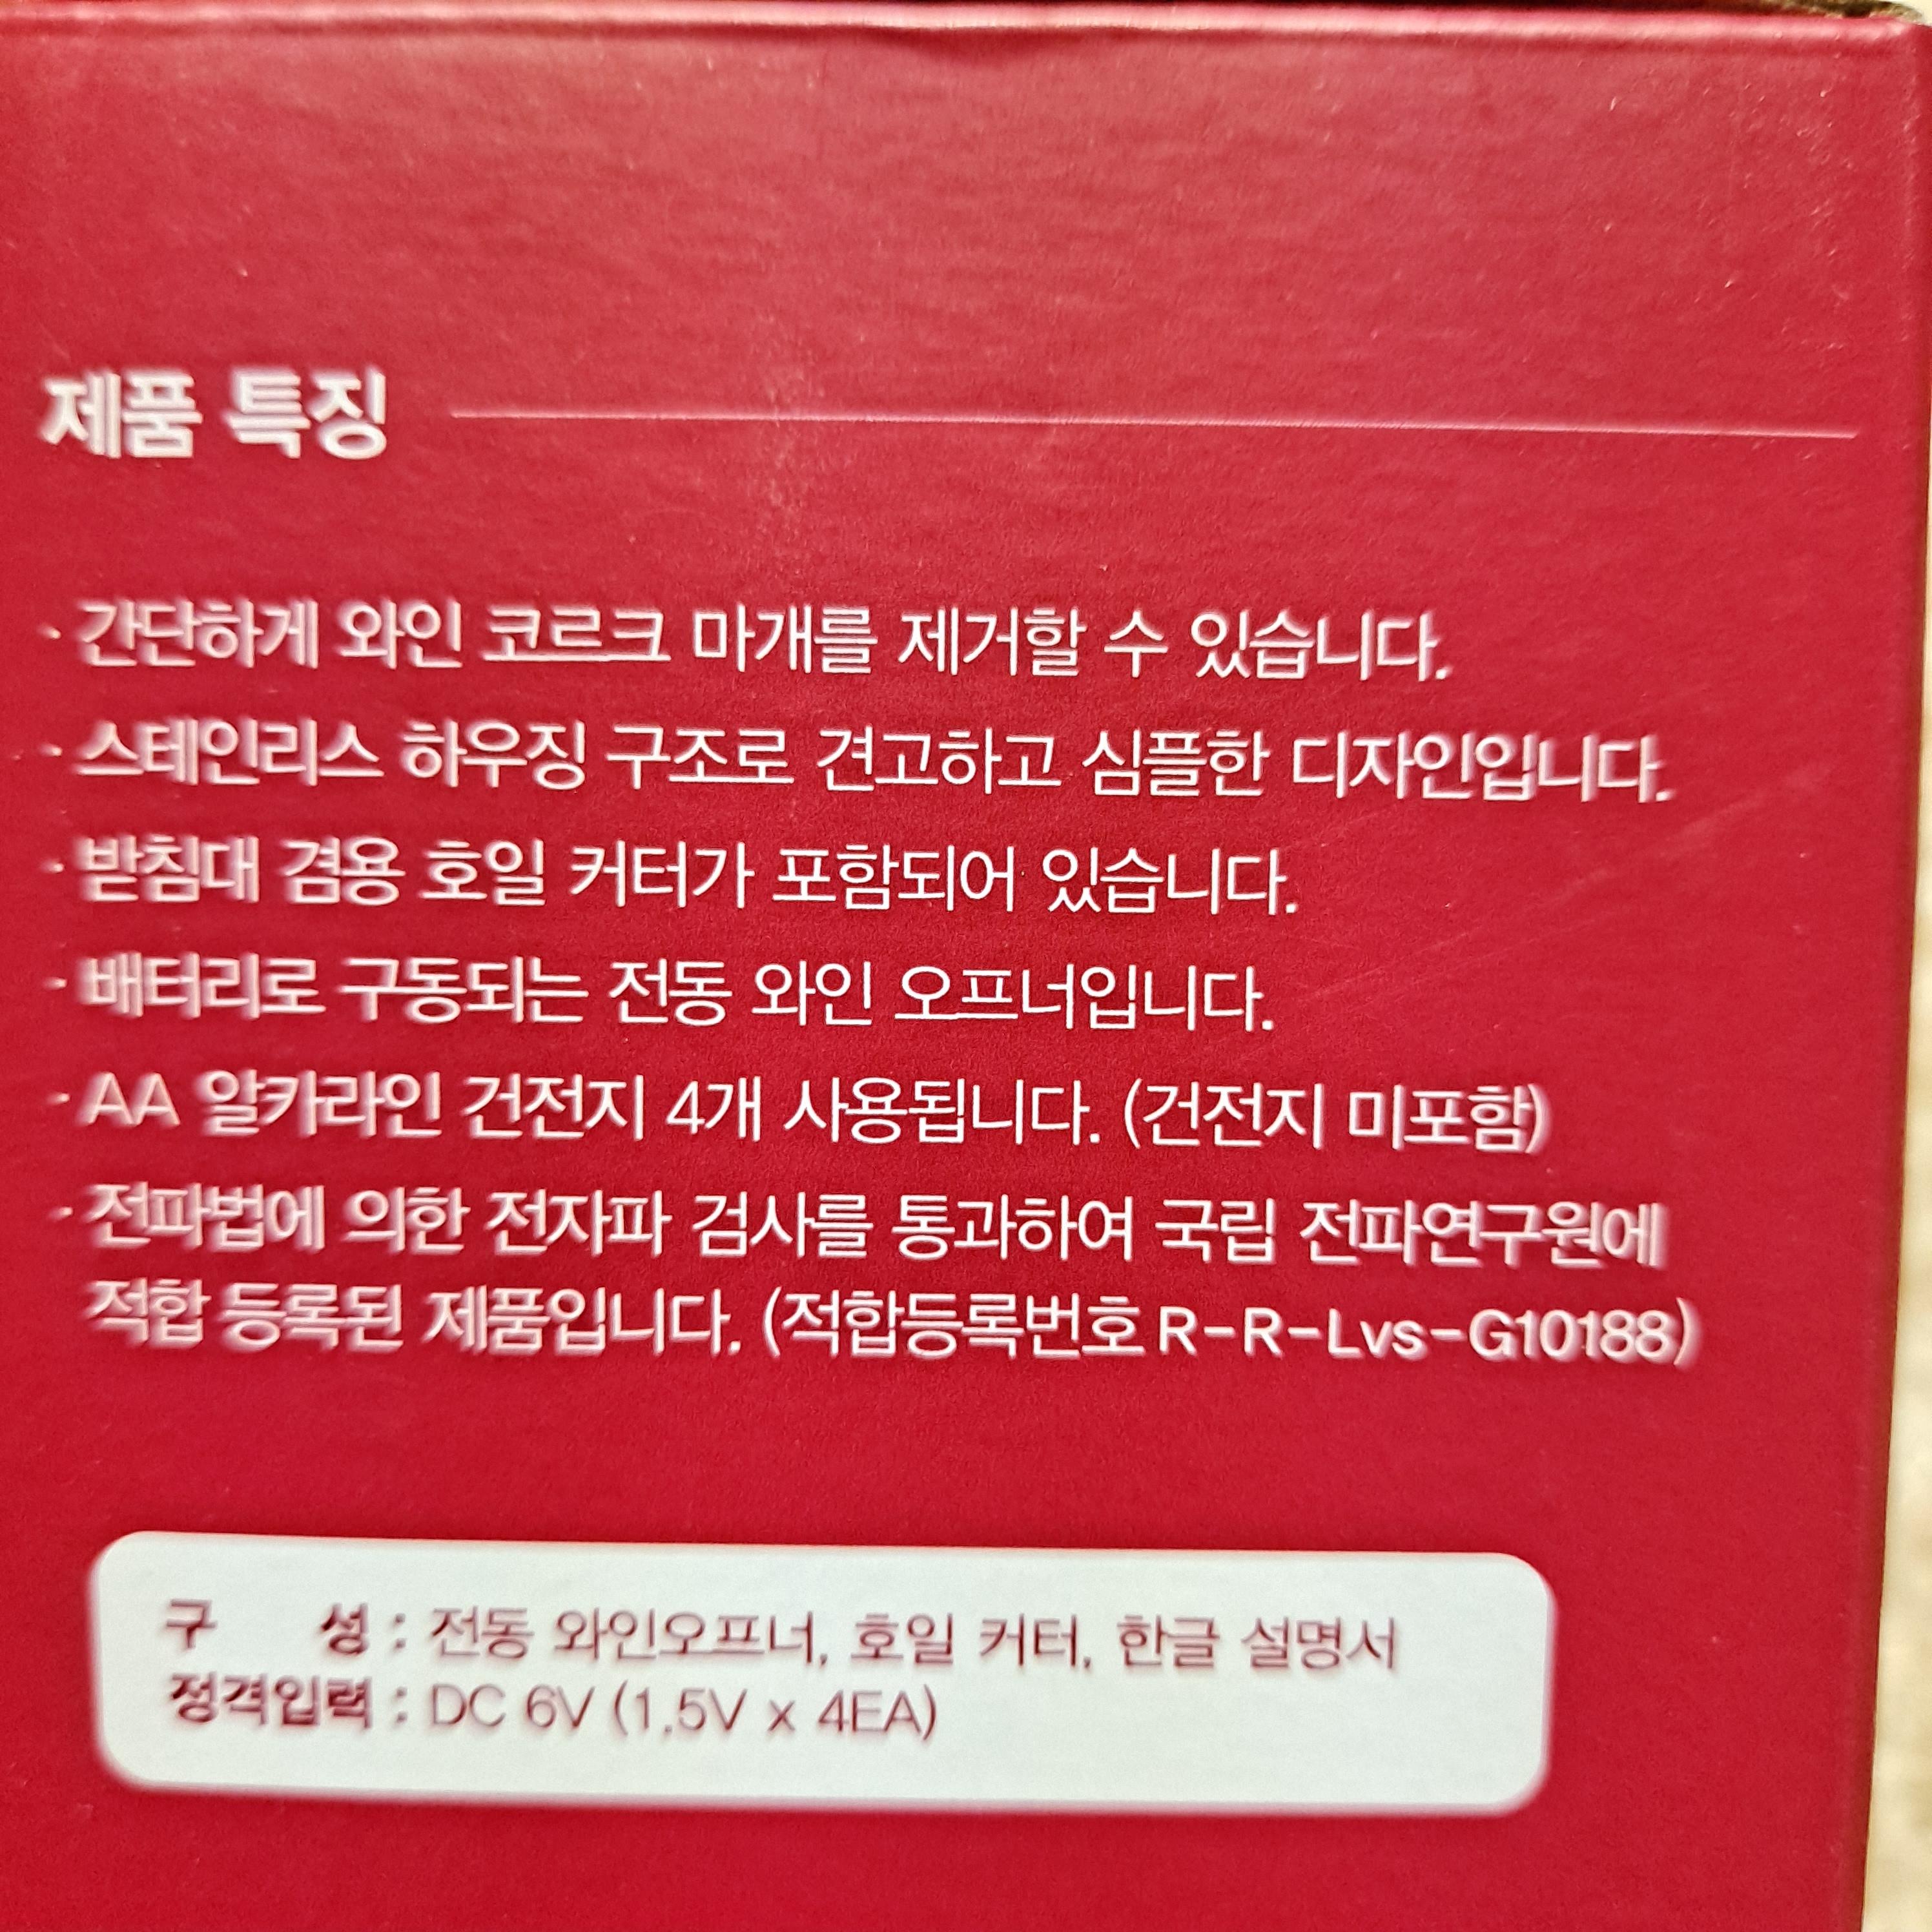 제품 특징
· 간단하게 와인 코르크 마개를 제거할 수 있습니다.
· 스테인리스 하우징 구조로 견고하고 심플한 디자인입니다.
· 받침대 겸용 호일 커터가 포함되어 있습니다.
· 배터리로 구동되는 전동 와인 오프너입니다.
· AA 알카라인 건전지 4개 사용됩니다. (건전지 미포함)
· 전파법에 의한 전자파 검사를 통과하여 국립 전파연구원에
적합 등록된 제품입니다. (적합등록번호 R-R-Lvs-G10188)
구 성 : 전동 와인오프너, 호일 커터, 한글 설명서
정격입력 : DC 6V (1.5V x 4EA)